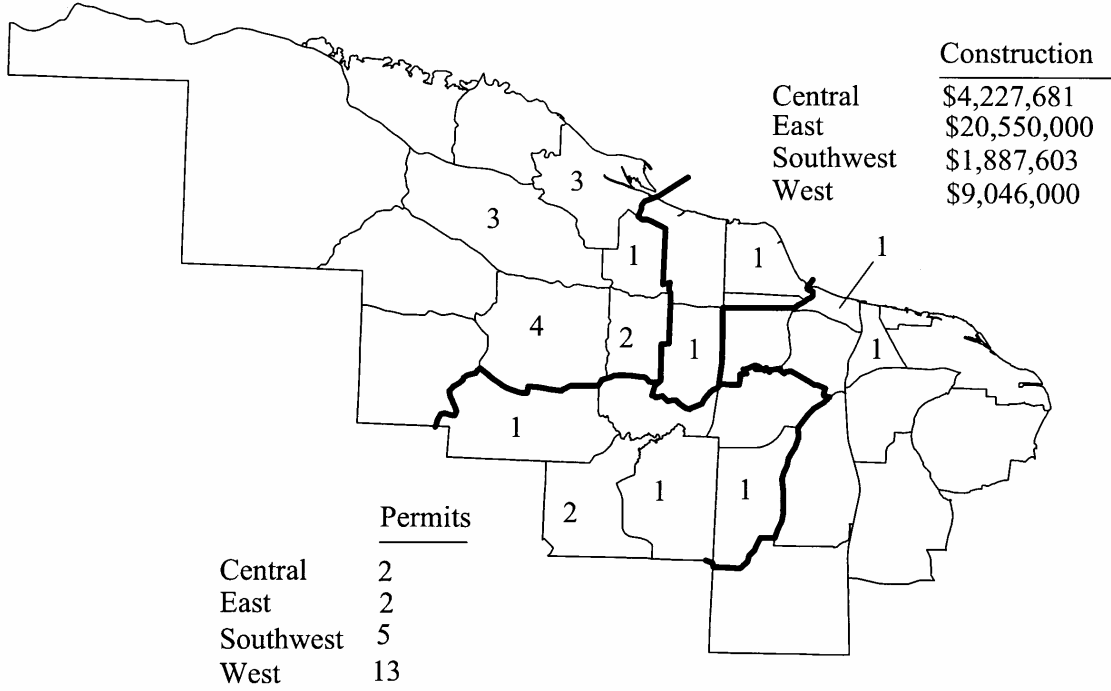 Construction
Central $4,227,681
East $20,550,000
Southwest $1,887,603
West $9,046,000
3
3
1
1
1
4
2
1
1
1
2
1
1
Permits
Central 2
East 2
Southwest 5
West 13